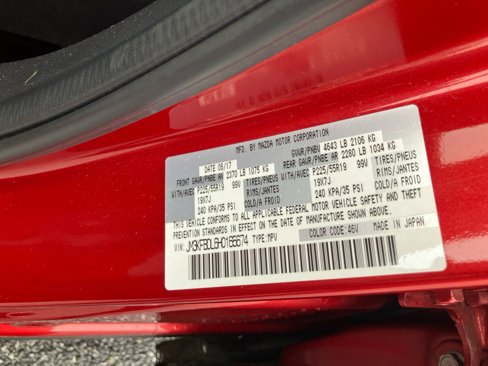 MFD. BY MAZDA MOTOR CORPORATION
DATE 06/17 GVWR/PNBV 4643 LB 2106 KG
FRONT GAWR/PNBE AV 2370 LB 1075 KG REAR GAWR/PNBE AR 2280 LB 1034 KG
WITH/AVEC P225/55R19 99V TIRES/PNEUS WITH/AVEC P225/55R19 99V TIRES/PNEUS
19X7J RIMS/JANTES 19X7J RIMS/JANTES
240 KPA/35 PSI COLD/A FROID 240 KPA/35 PSI COLD/A FROID
THIS VEHICLE CONFORMS TO ALL APPLICABLE FEDERAL MOTOR VEHICLE SAFETY AND THEFT
PREVENTION STANDARDS IN EFFECT ON THE DATE OF MANUFACTURE SHOWN ABOVE.
VIN: TYPE:MPV COLOR CODE: 46V MADE IN JAPAN